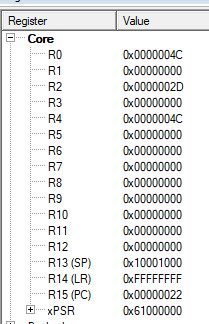 Register Value
Core
R0 0x0000004C
R1 0x00000000
R2 0x0000002D
R3 0x00000000
R4 0x0000004C
R5 0x00000000
R6 0x00000000
R7 0x00000000
R8 0x00000000
R9 0x00000000
R10 0x00000000
R11 0x00000000
R12 0x00000000
R13 (SP) 0x10001000
R14 (LR) 0xFFFFFFFF
R15 (PC) 0x00000022
xPSR 0x61000000